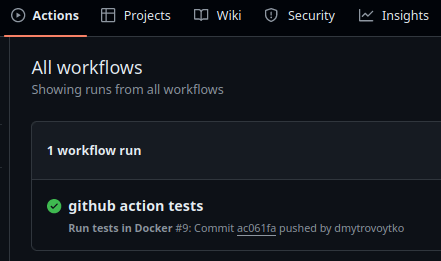 Actions Projects Wiki Security Insights
All workflows
Showing runs from all workflows
1 workflow run
github action tests
Run tests in Docker #9: Commit ac061fa pushed by dmytrovoytko